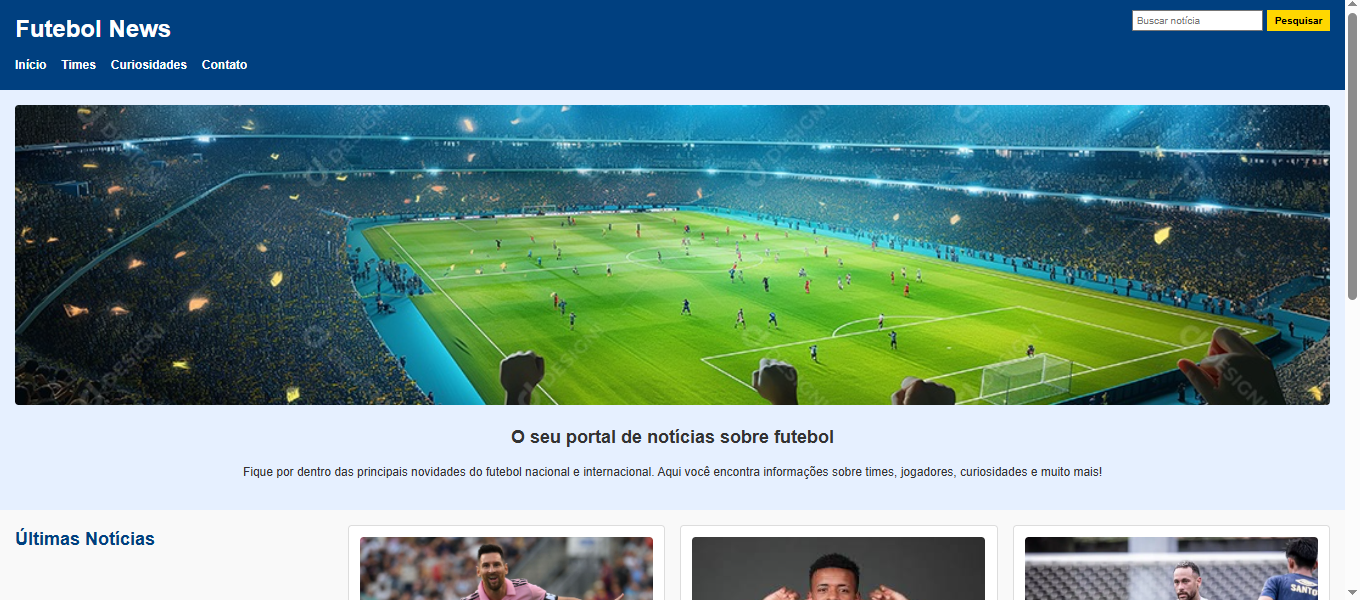 Futebol News
Buscar notícia
Pesquisar
Início Times Curiosidades Contato
O seu portal de notícias sobre futebol
Fique por dentro das principais novidades do futebol nacional e internacional. Aqui você encontra informações sobre times, jogadores, curiosidades e muito mais!
Últimas Notícias
SANTO